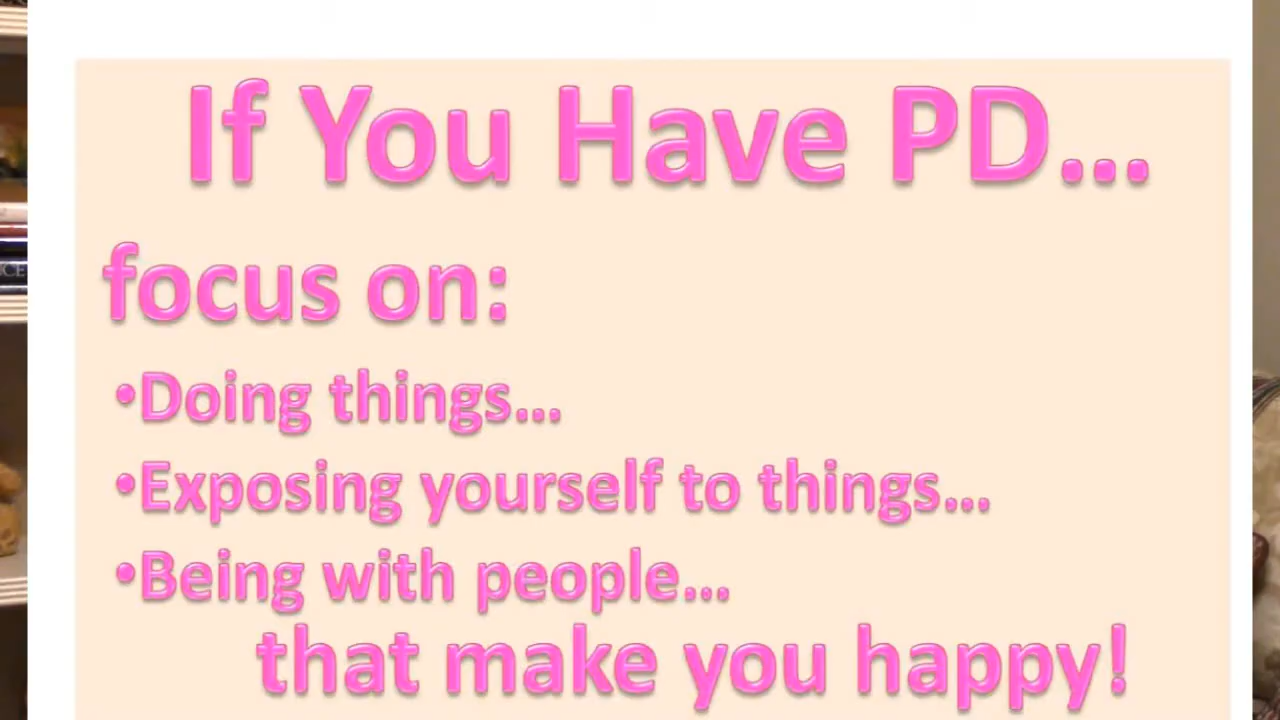 If You Have PD...
focus on:
•Doing things...
•Exposing yourself to things...
•Being with people...
that make you happy!